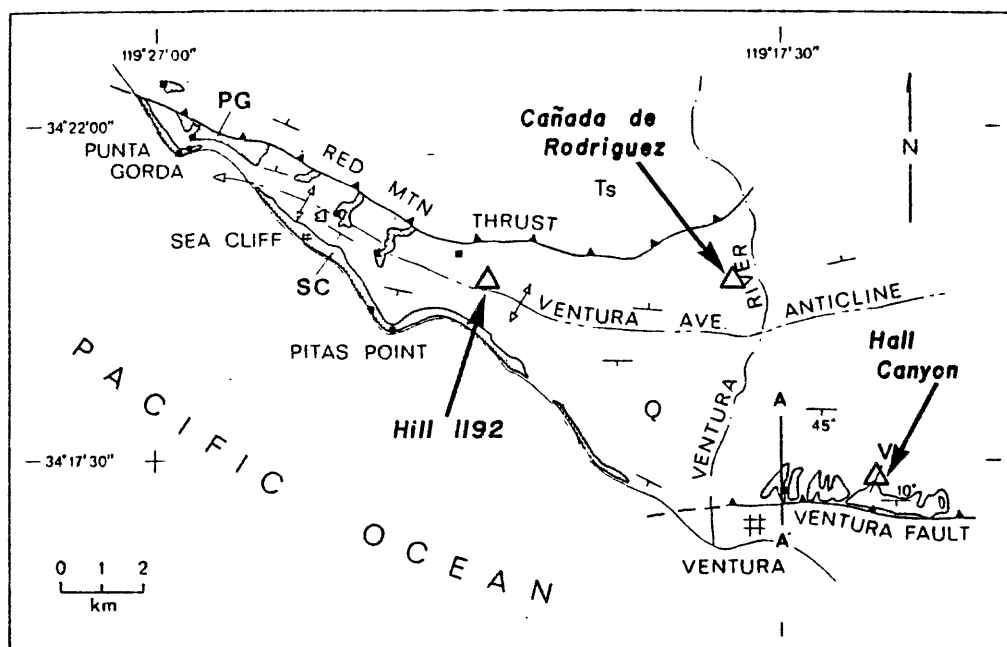 119°27'00"
119°17'30"
34°22'00"
PG
PUNTA
GORDA
RED MTN THRUST
Cañada de
Rodriguez
Ts
N
SEA CLIFF
SC
VENTURA AVE. ANTICLINE
VENTURA RIVER
PITAS POINT
Hall
Canyon
PACIFIC OCEAN
Hill 1192
Q
A
45°
34°17'30"
V
10°
VENTURA FAULT
A'
VENTURA
0 1 2
km